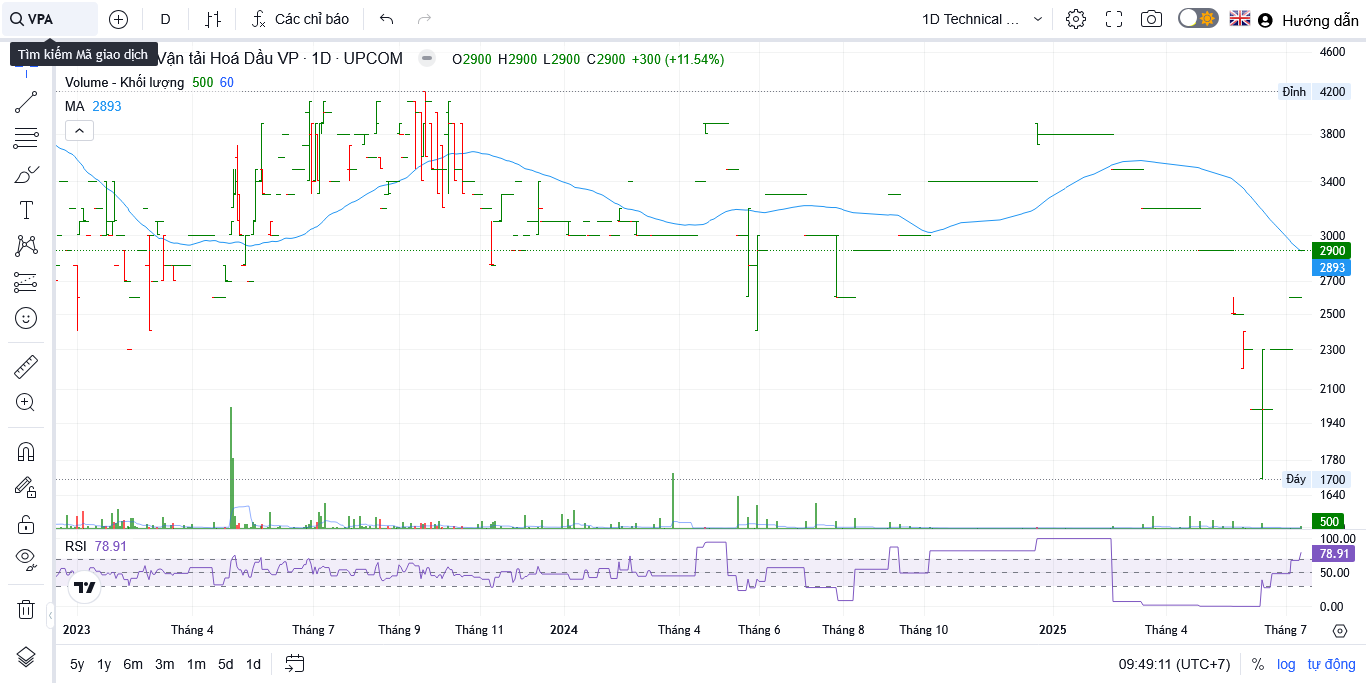 VPA
D
Các chỉ báo
1D Technical ...
Hướng dẫn
Tìm kiếm Mã giao dịch
Vận tải Hoá Dầu VP · 1D · UPCOM
O2900 H2900 L2900 C2900 +300 (+11.54%)
Volume - Khối lượng 500 60
MA 2893
4600
Đỉnh 4200
3800
3400
3000
2900
2893
2700
2500
2300
2100
1940
1780
Đáy 1700
1640
500
RSI 78.91
100.00
78.91
50.00
0.00
2023 Tháng 4 Tháng 7 Tháng 9 Tháng 11 2024 Tháng 4 Tháng 6 Tháng 8 Tháng 10 2025 Tháng 4 Tháng 7
5y 1y 6m 3m 1m 5d 1d
09:49:11 (UTC+7) % log tự động